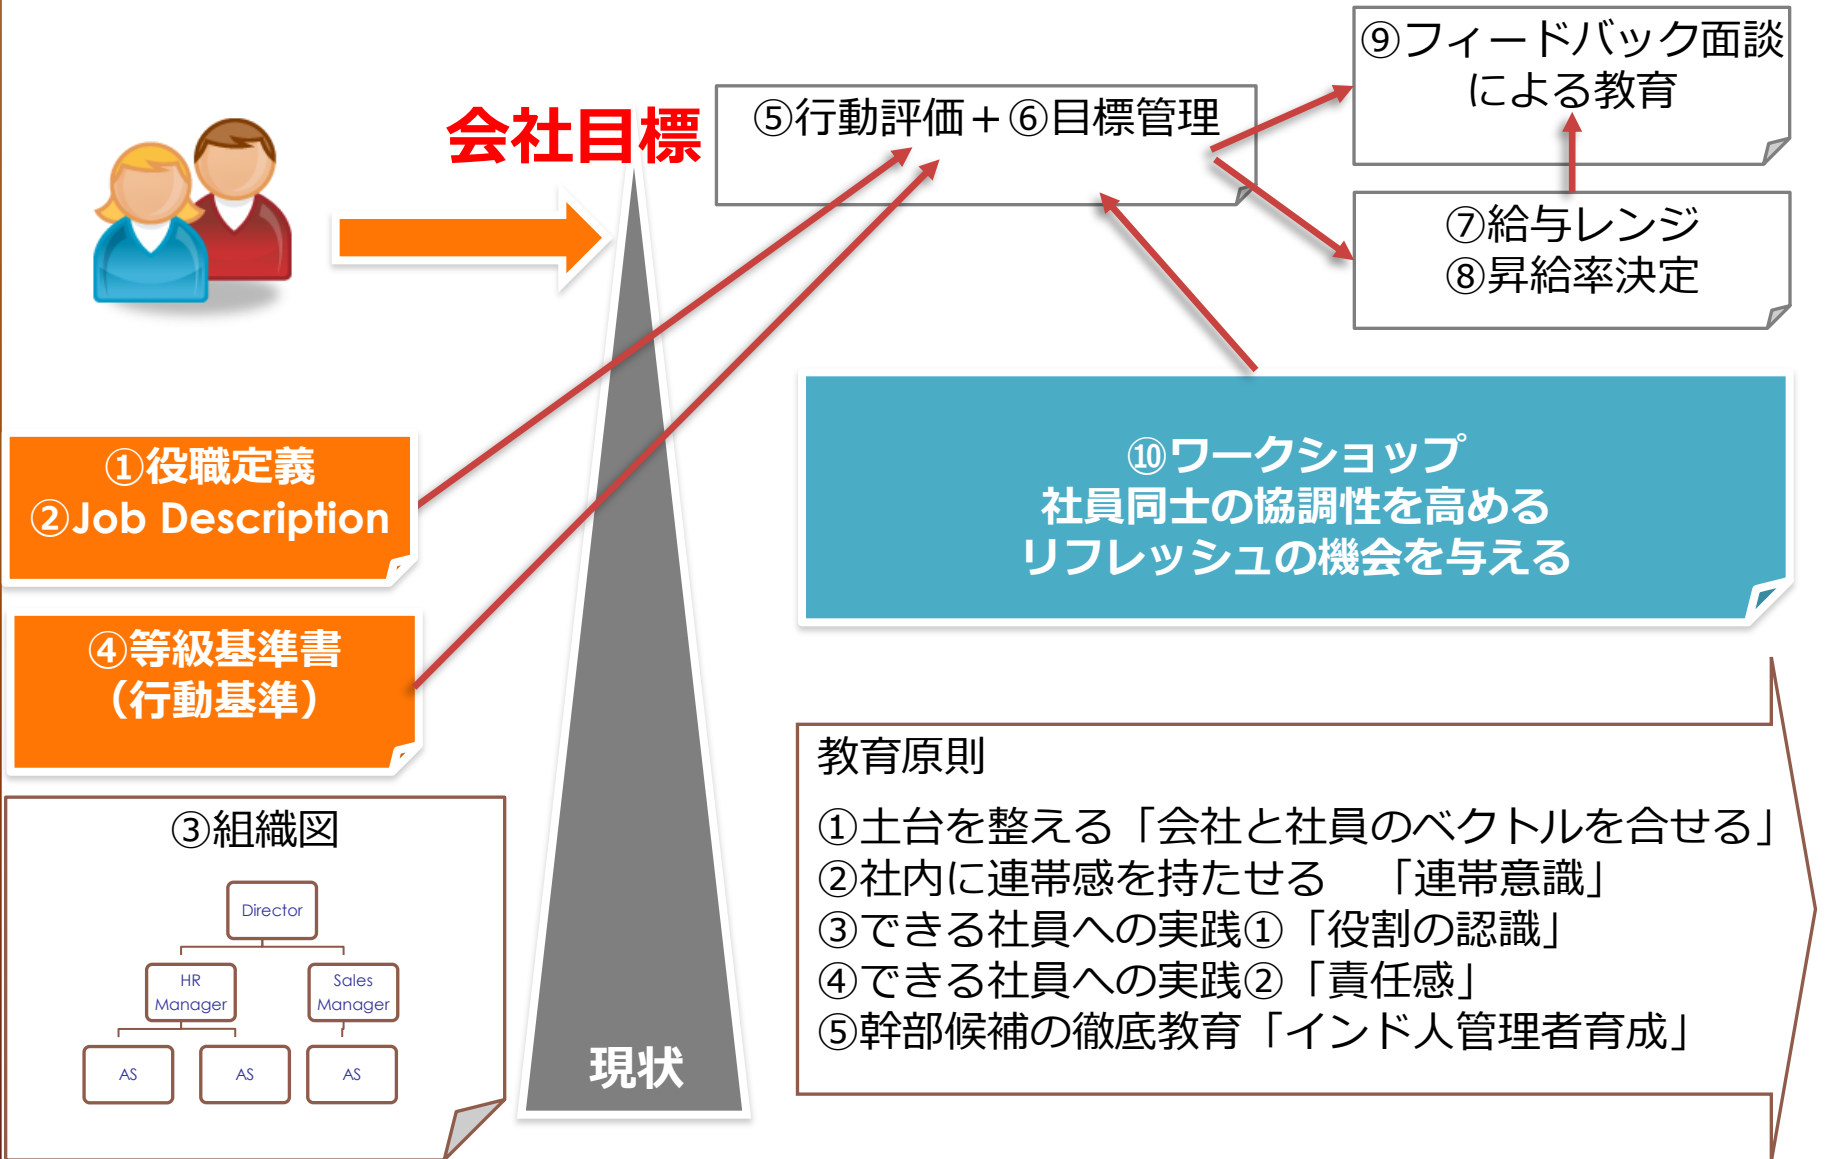 会社目標
⑤行動評価＋⑥目標管理
⑨フィードバック面談
による教育
⑦給与レンジ
⑧昇給率決定
①役職定義
②Job Description
⑩ワークショップ
社員同士の協調性を高める
リフレッシュの機会を与える
④等級基準書
（行動基準）
③組織図
Director
HR
Manager
Sales
Manager
AS
AS
AS
現状
教育原則
①土台を整える「会社と社員のベクトルを合せる」
②社内に連帯感を持たせる　「連帯意識」
③できる社員への実践①「役割の認識」
④できる社員への実践②「責任感」
⑤幹部候補の徹底教育「インド人管理者育成」